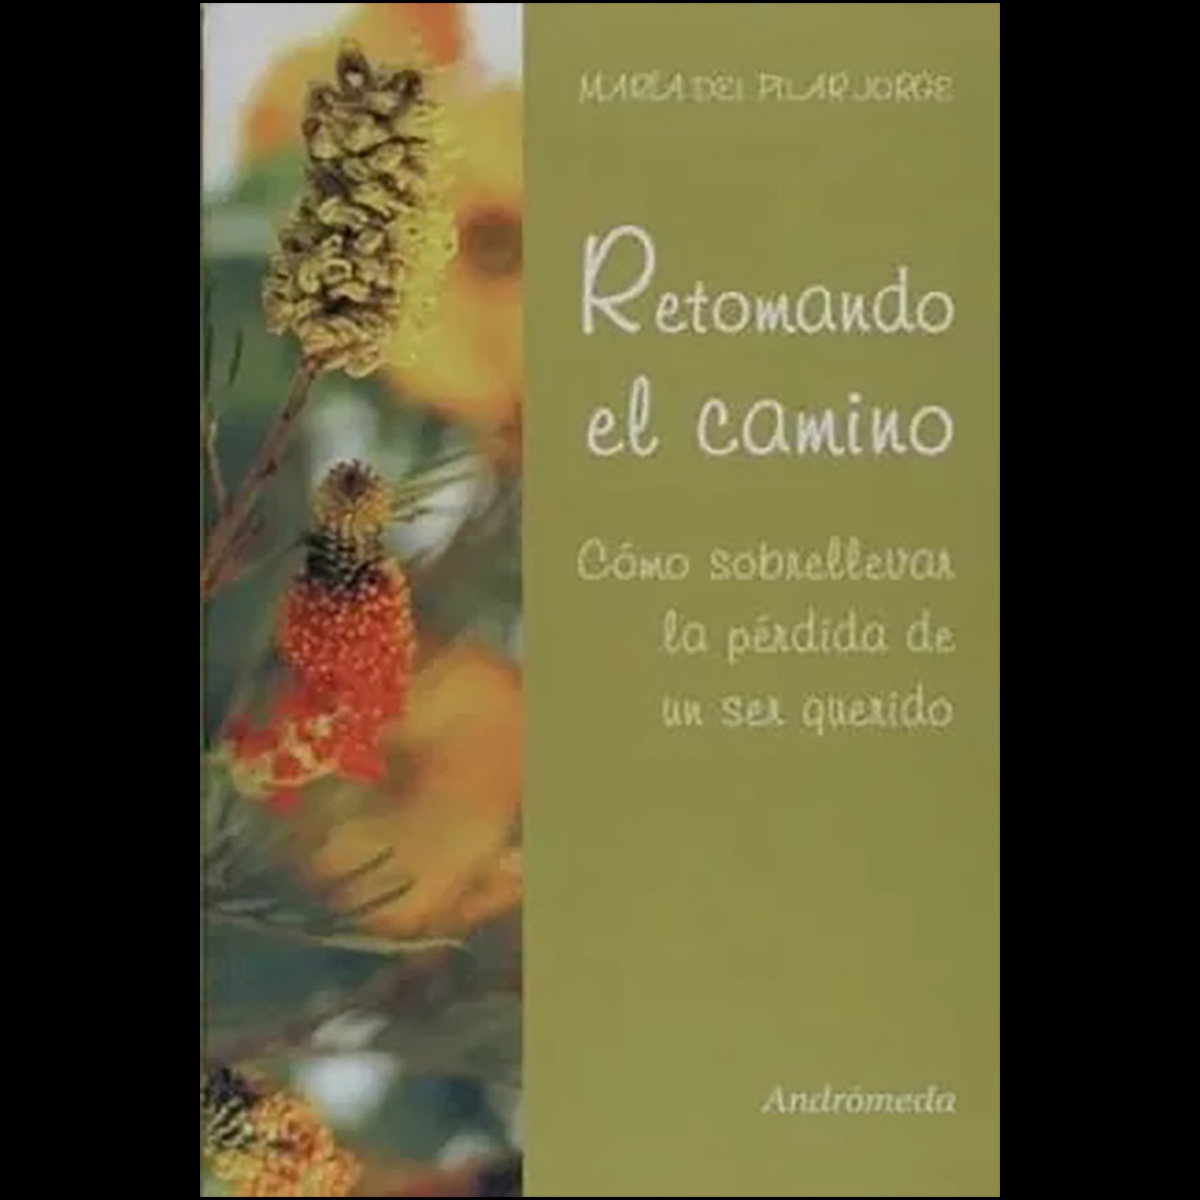 MARÍA DEL PILAR JORGE
Retomando
el camino
Cómo sobrellevar
la pérdida de
un ser querido
Andrómeda